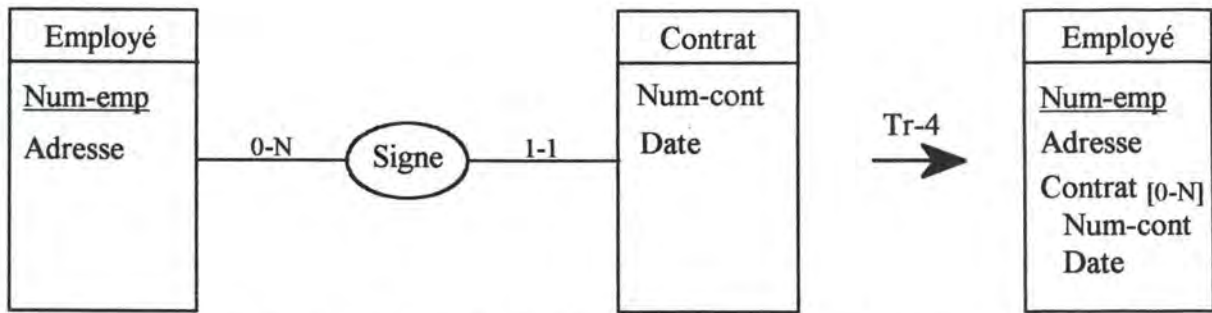 Employé
Num-emp
Adresse
0-N
Signe
1-1
Contrat
Num-cont
Date
Tr-4
Employé
Num-emp
Adresse
Contrat [0-N]
Num-cont
Date